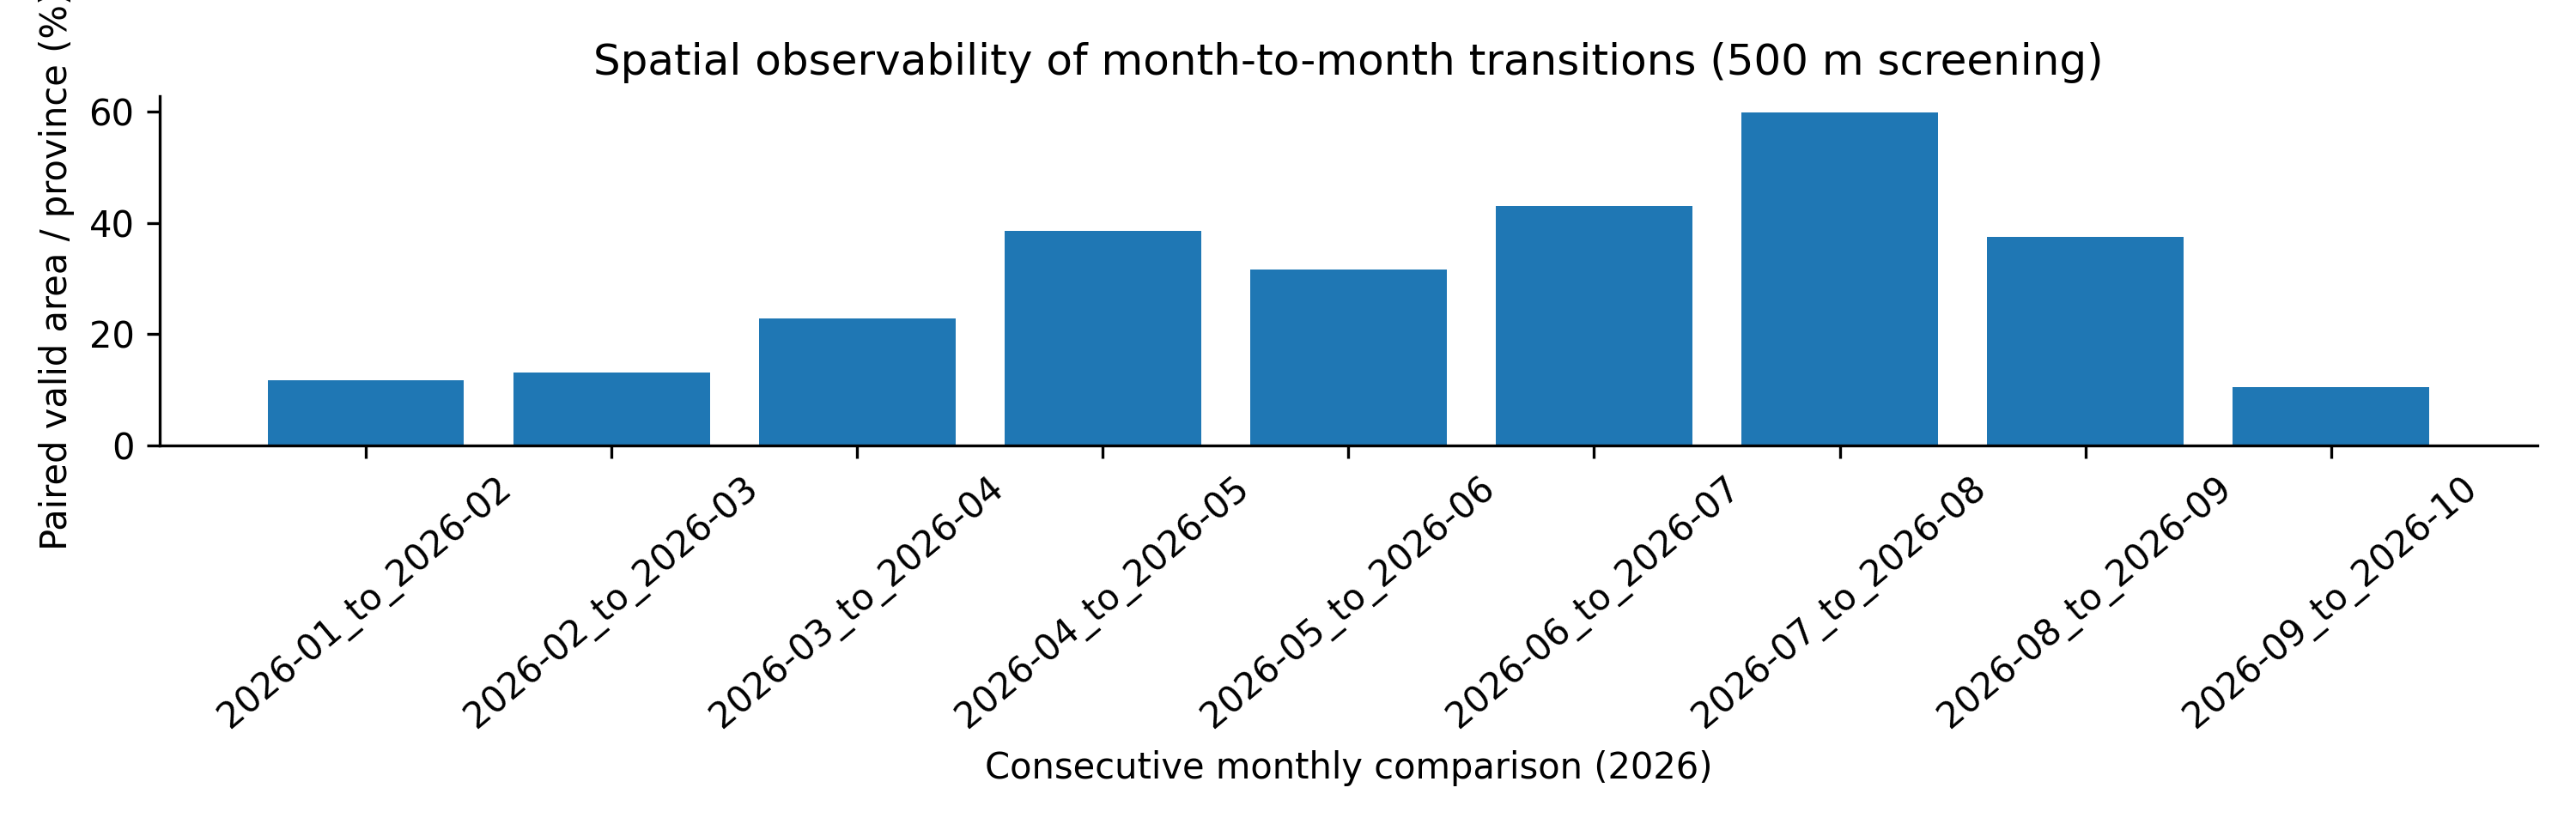 Spatial observability of month-to-month transitions (500 m screening)
Paired valid area / province (%)
60
40
20
0
2026-01_to_2026-02
2026-02_to_2026-03
2026-03_to_2026-04
2026-04_to_2026-05
2026-05_to_2026-06
2026-06_to_2026-07
2026-07_to_2026-08
2026-08_to_2026-09
2026-09_to_2026-10
Consecutive monthly comparison (2026)